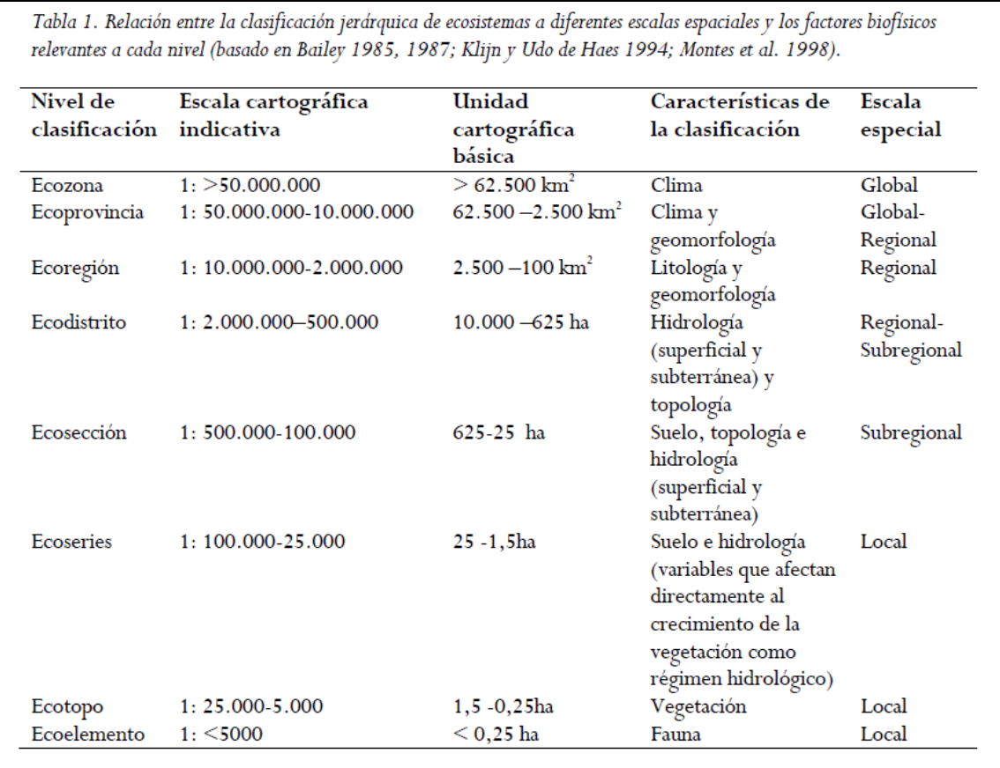 Tabla 1. Relación entre la clasificación jerárquica de ecosistemas a diferentes escalas espaciales y los factores biofísicos
relevantes a cada nivel (basado en Bailey 1985, 1987; Klijn y Udo de Haes 1994; Montes et al. 1998).
Nivel de Escala cartográfica Unidad Características de Escala
clasificación indicativa cartográfica la clasificación especial
básica
Ecozona 1: >50.000.000 > 62.500 km² Clima Global
Ecoprovincia 1: 50.000.000-10.000.000 62.500 –2.500 km² Clima y Global-
geomorfología Regional
Ecoregión 1: 10.000.000-2.000.000 2.500 –100 km² Litología y Regional
geomorfología
Ecodistrito 1: 2.000.000–500.000 10.000 –625 ha Hidrología Regional-
(superficial y Subregional
subterránea) y
topología
Ecosección 1: 500.000-100.000 625-25 ha Suelo, topología e Subregional
hidrología
(superficial y
subterránea)
Ecoseries 1: 100.000-25.000 25 -1,5ha Suelo e hidrología Local
(variables que afectan
directamente al
crecimiento de la
vegetación como
régimen hidrológico)
Ecotopo 1: 25.000-5.000 1,5 -0,25ha Vegetación Local
Ecoelemento 1: <5000 < 0,25 ha Fauna Local